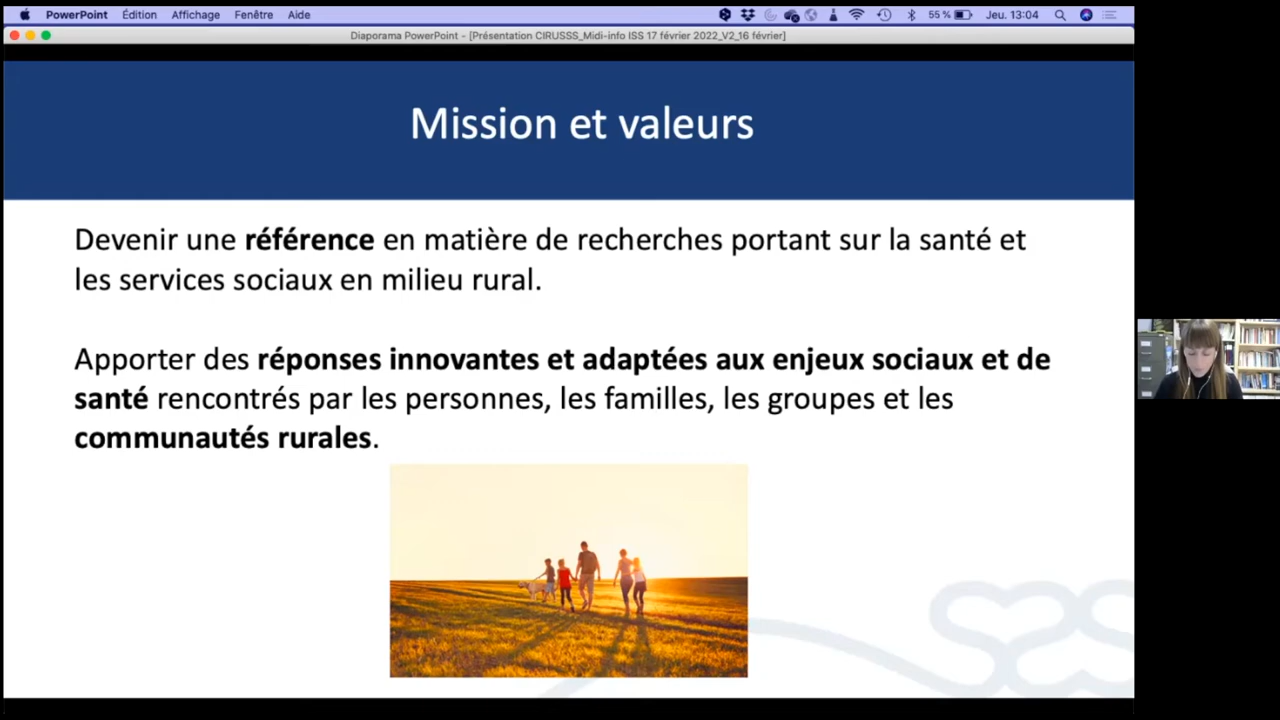 PowerPoint Édition Affichage Fenêtre Aide 55 % Jeu. 13:04
Diaporama PowerPoint - [Présentation CIRUSSS_Midi-info ISS 17 février 2022_V2_16 février]
Mission et valeurs
Devenir une référence en matière de recherches portant sur la santé et
les services sociaux en milieu rural.
Apporter des réponses innovantes et adaptées aux enjeux sociaux et de
santé rencontrés par les personnes, les familles, les groupes et les
communautés rurales.